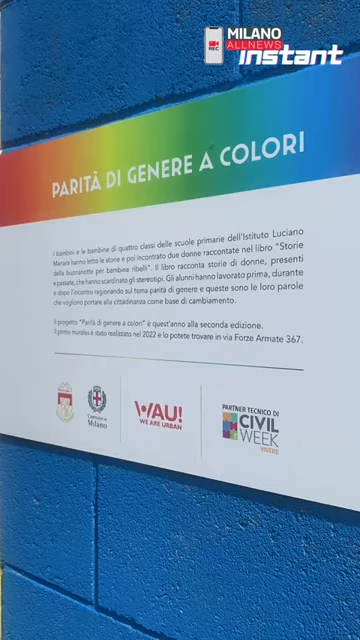 MILANO
ALLNEWS
REC
instant
PARITÀ DI GENERE A COLORI
I bambini e le bambine di quattro classi delle scuole primarie dell'Istituto Luciano
Manara hanno letto le storie e poi incontrato due donne raccontate nel libro "Storie
della buonanotte per bambine ribelli". Il libro racconta storie di donne, presenti
e passate, che hanno scardinato gli stereotipi. Gli alunni hanno lavorato prima, durante
e dopo l'incontro ragionando sul tema parità di genere e queste sono le loro parole
che vogliono portare alla cittadinanza come base di cambiamento.
Il progetto "Parità di genere a colori" è quest'anno alla seconda edizione.
Il primo murales è stato realizzato nel 2022 e lo potete trovare in via Forze Armate 367.
Comune di
Milano
WAU!
WE ARE URBAN
PARTNER TECNICO DI
CIVIL
WEEK
VIVERE